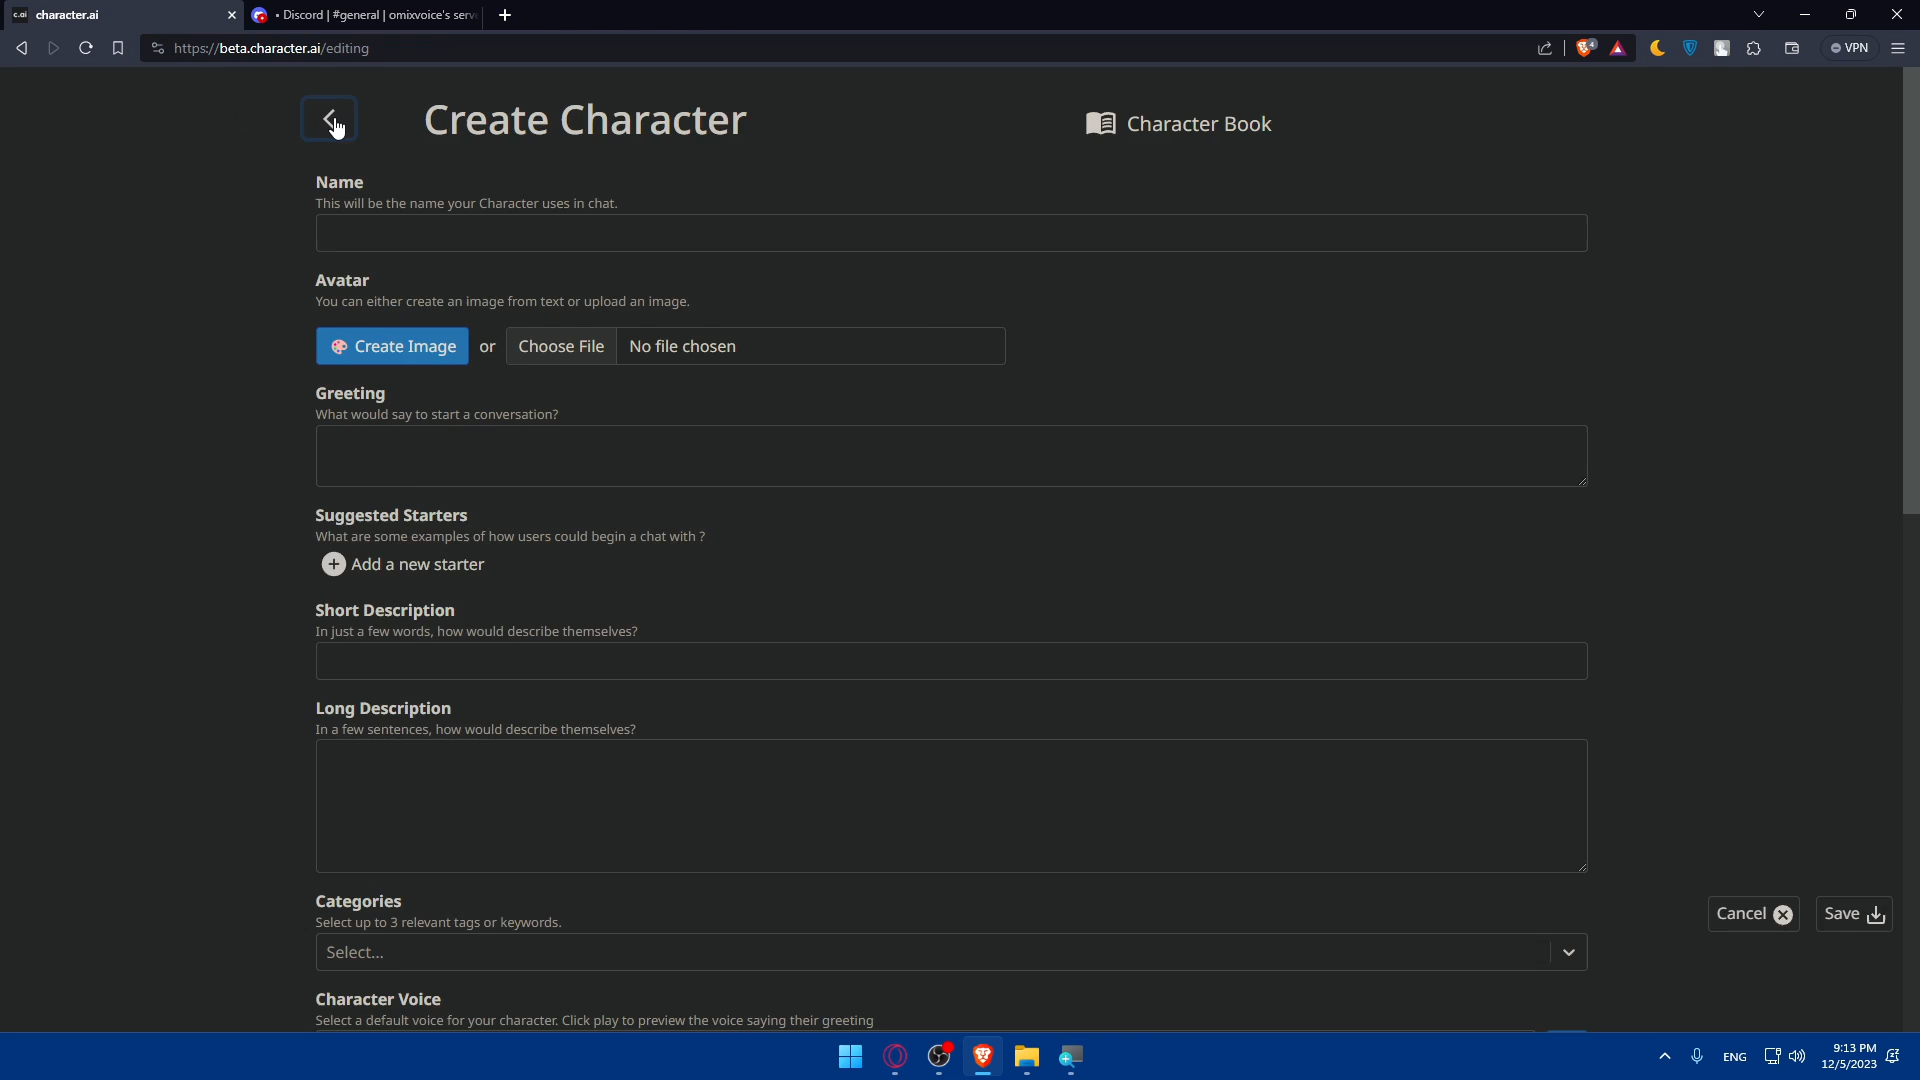 c.ai character.ai
• Discord | #general | omixvoice's serv
https://beta.character.ai/editing
4
VPN
Create Character
Character Book
Name
This will be the name your Character uses in chat.
Avatar
You can either create an image from text or upload an image.
Create Image or Choose File No file chosen
Greeting
What would say to start a conversation?
Suggested Starters
What are some examples of how users could begin a chat with ?
Add a new starter
Short Description
In just a few words, how would describe themselves?
Long Description
In a few sentences, how would describe themselves?
Categories
Select up to 3 relevant tags or keywords.
Cancel Save
Select...
Character Voice
Select a default voice for your character. Click play to preview the voice saying their greeting
ENG
9:13 PM
12/5/2023